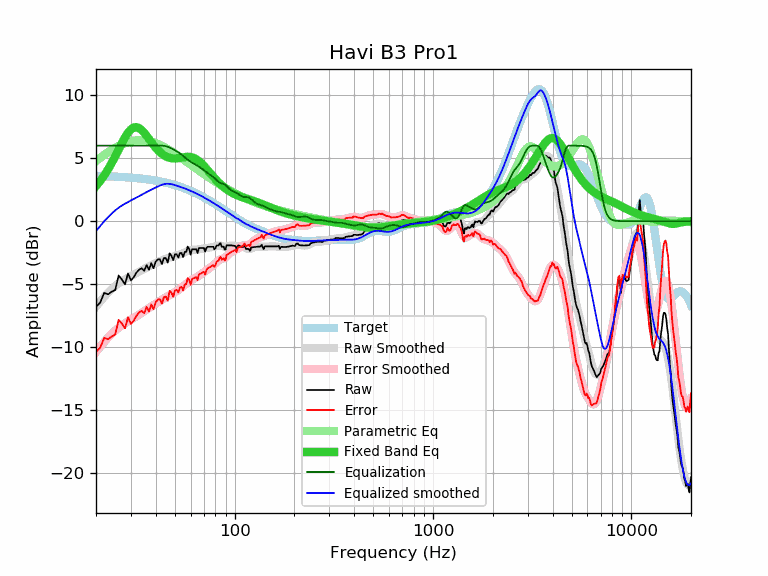 Havi B3 Pro1
10
5
0
−5
−10
−15
−20
Amplitude (dBr)
Target
Raw Smoothed
Error Smoothed
Raw
Error
Parametric Eq
Fixed Band Eq
Equalization
Equalized smoothed
100
1000
10000
Frequency (Hz)